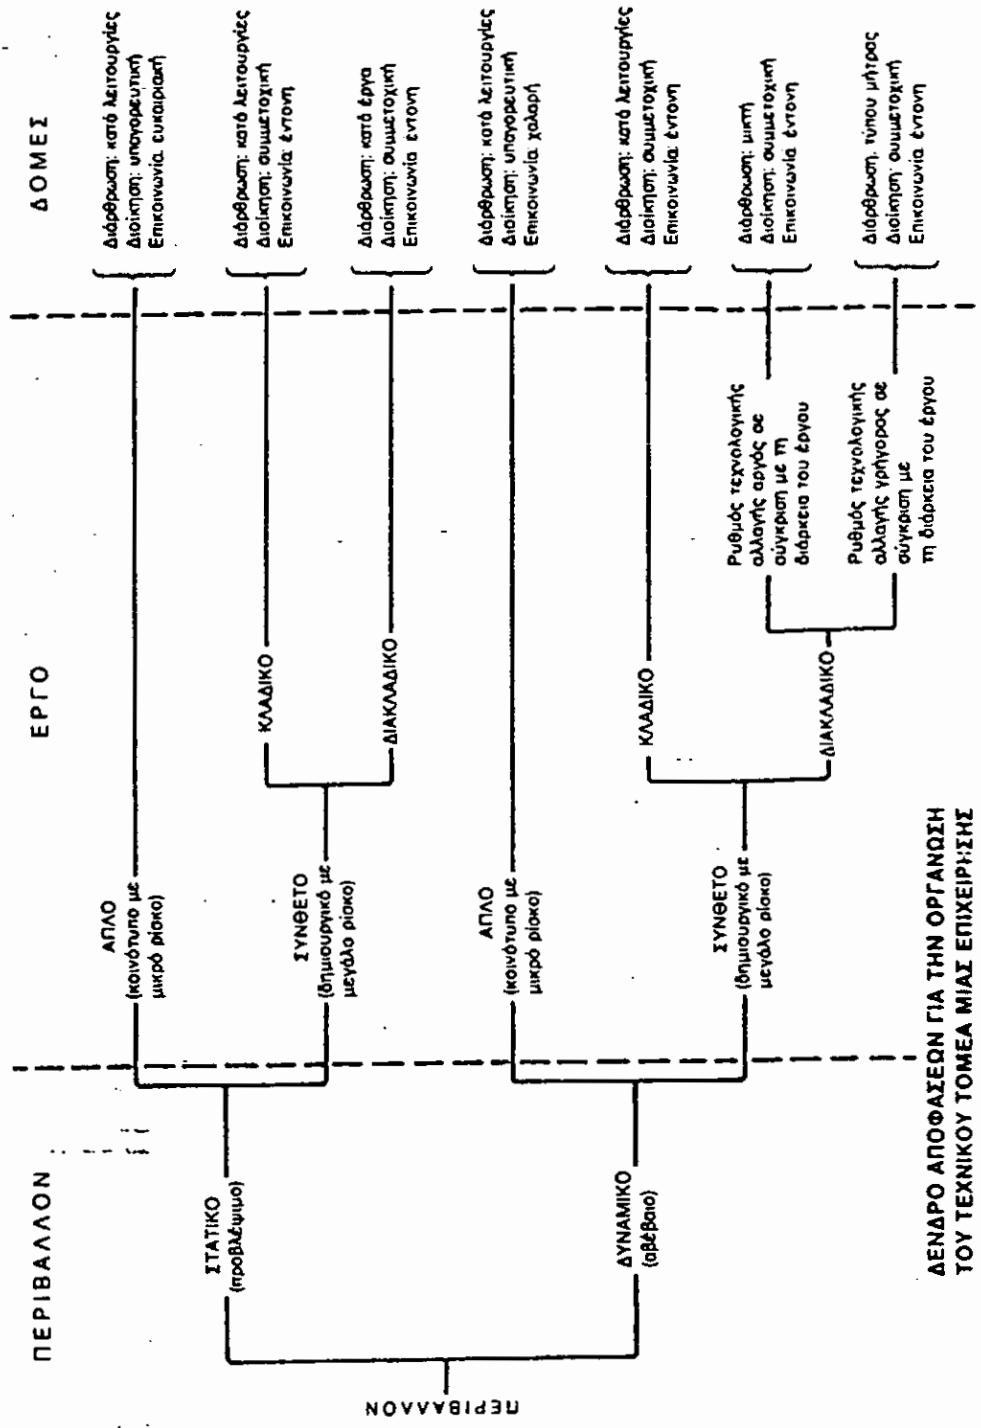 ΠΕΡΙΒΑΛΛΟΝ
ΕΡΓΟ
ΔΟΜΕΣ
ΠΕΡΙΒΑΛΛΟΝ
ΣΤΑΤΙΚΟ
(προβλέψιμο)
ΑΠΛΟ
(κοινότυπο με
μικρό ρίσκο)
Διάρθρωση: κατά λειτουργίες
Διοίκηση: υπαγορευτική
Επικοινωνία ευκαιριακή
ΣΥΝΘΕΤΟ
(δημιουργικό με
μεγάλο ρίσκο)
ΚΛΑΔΙΚΟ
Διάρθρωση: κατά λειτουργίες
Διοίκηση: συμμετοχική
Επικοινωνία: έντονη
ΔΙΑΚΛΑΔΙΚΟ
Διάρθρωση: κατά έργα
Διοίκηση: συμμετοχική
Επικοινωνία έντονη
ΔΥΝΑΜΙΚΟ
(αβέβαιο)
ΑΠΛΟ
(κοινότυπο με
μικρό ρίσκο)
Διάρθρωση: κατά λειτουργίες
Διοίκηση: υπαγορευτική
Επικοινωνία: χαλαρή
ΣΥΝΘΕΤΟ
(δημιουργικό με
μεγάλο ρίσκο)
ΚΛΑΔΙΚΟ
Διάρθρωση: κατά λειτουργίες
Διοίκηση: συμμετοχική
Επικοινωνία: έντονη
ΔΙΑΚΛΑΔΙΚΟ
Ρυθμός τεχνολογικής
αλλαγής αργός σε
σύγκριση με τη
διάρκεια του έργου
Διάρθρωση: μικτή
Διοίκηση: συμμετοχική
Επικοινωνία έντονη
Ρυθμός τεχνολογικής
αλλαγής γρήγορος σε
σύγκριση με
τη διάρκεια του έργου
Διάρθρωση. τύπου μήτρας
Διοίκηση: συμμετοχική
Επικοινωνία έντονη
ΔΕΝΔΡΟ ΑΠΟΦΑΣΕΩΝ ΓΙΑ ΤΗΝ ΟΡΓΑΝΩΣΗ
ΤΟΥ ΤΕΧΝΙΚΟΥ ΤΟΜΕΑ ΜΙΑΣ ΕΠΙΧΕΙΡΗΣΗΣ